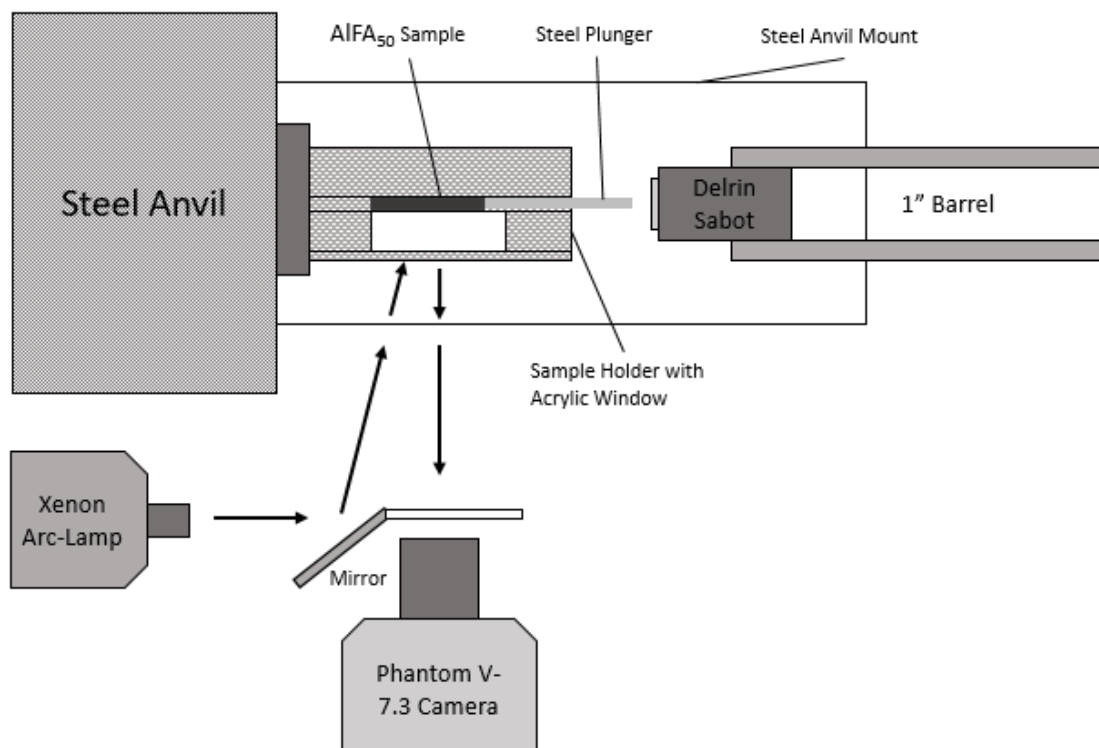 AlFA50 Sample
Steel Plunger
Steel Anvil Mount
Steel Anvil
Delrin
Sabot
1” Barrel
Sample Holder with
Acrylic Window
Xenon
Arc-Lamp
Mirror
Phantom V-
7.3 Camera